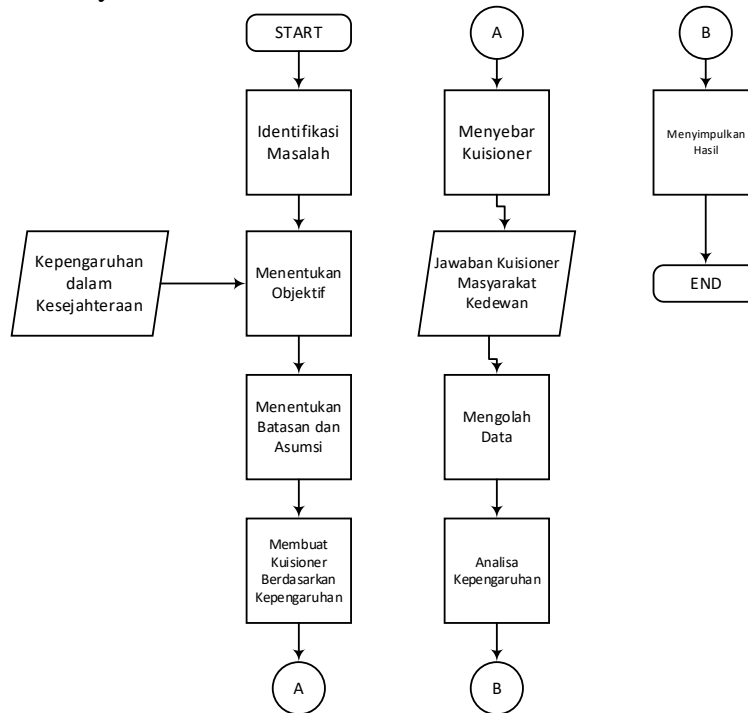 START
Identifikasi
Masalah
Kepengaruhan
dalam
Kesejahteraan
Menentukan
Objektif
Menentukan
Batasan dan
Asumsi
Membuat
Kuisioner
Berdasarkan
Kepengaruhan
A
A
Menyebar
Kuisioner
Jawaban Kuisioner
Masyarakat
Kedewan
Mengolah
Data
Analisa
Kepengaruhan
B
B
Menyimpulkan
Hasil
END